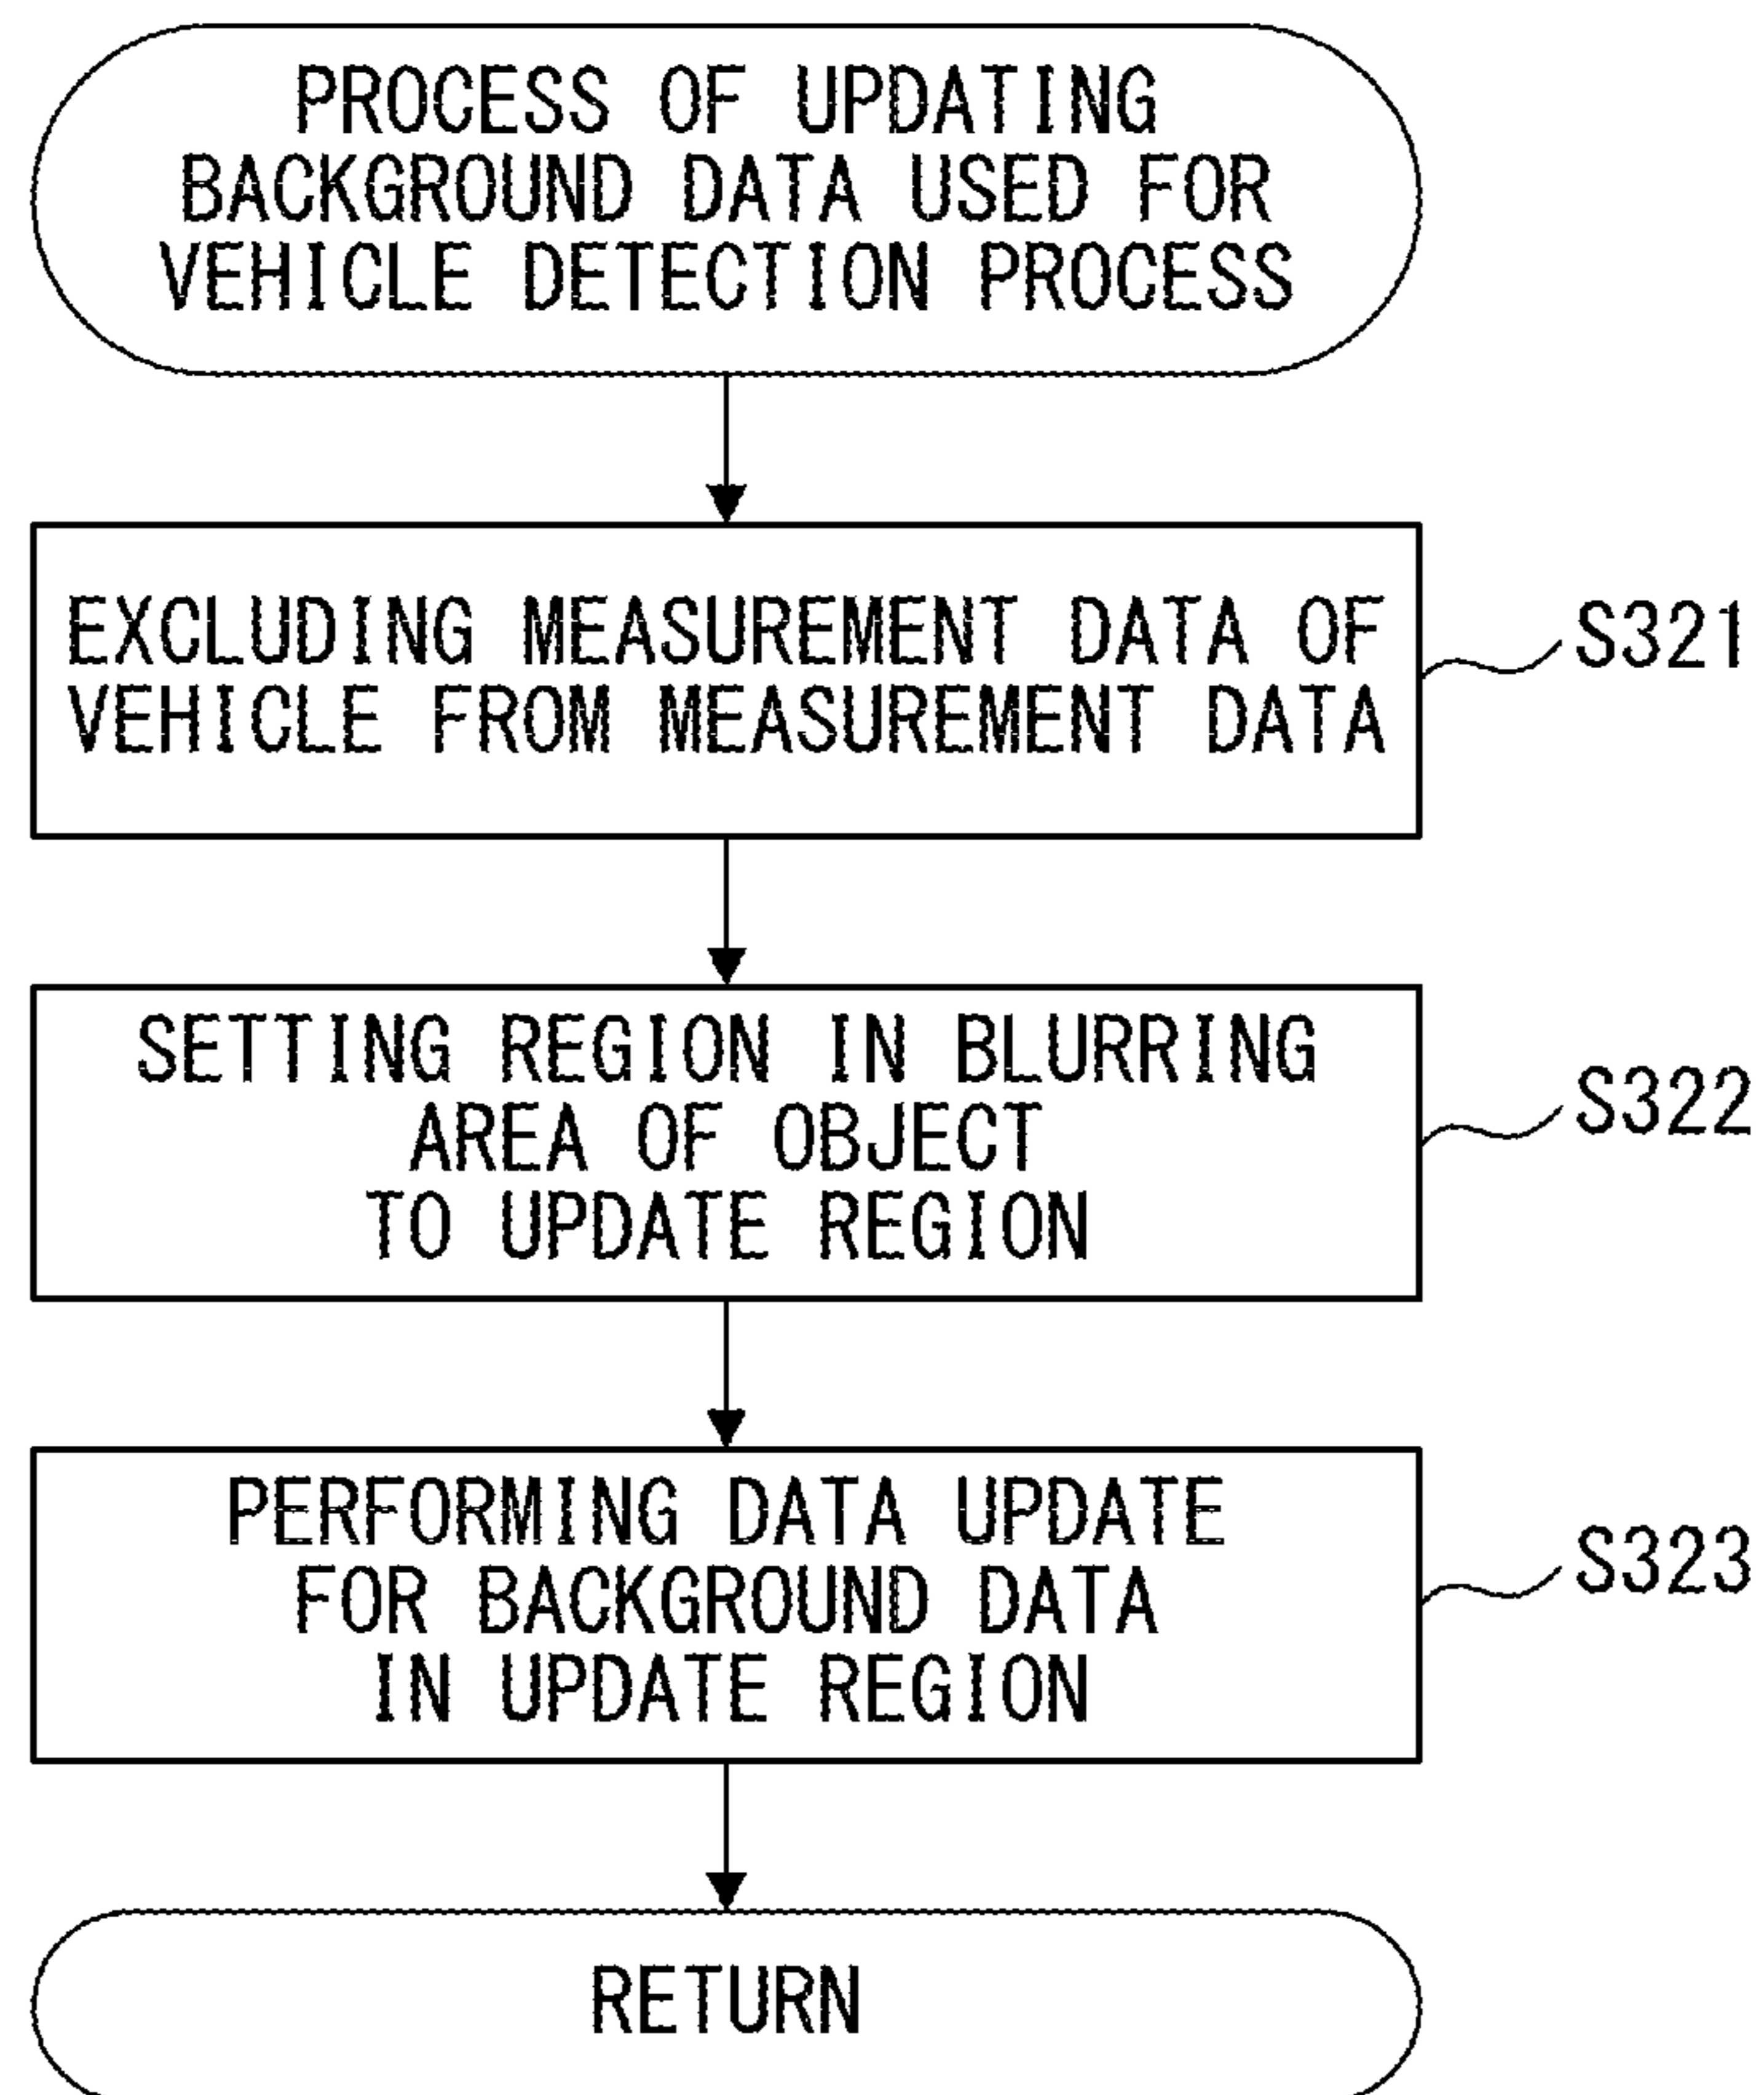 PROCESS OF UPDATING
BACKGROUND DATA USED FOR
VEHICLE DETECTION PROCESS
EXCLUDING MEASUREMENT DATA OF
VEHICLE FROM MEASUREMENT DATA
S321
SETTING REGION IN BLURRING
AREA OF OBJECT
TO UPDATE REGION
S322
PERFORMING DATA UPDATE
FOR BACKGROUND DATA
IN UPDATE REGION
S323
RETURN